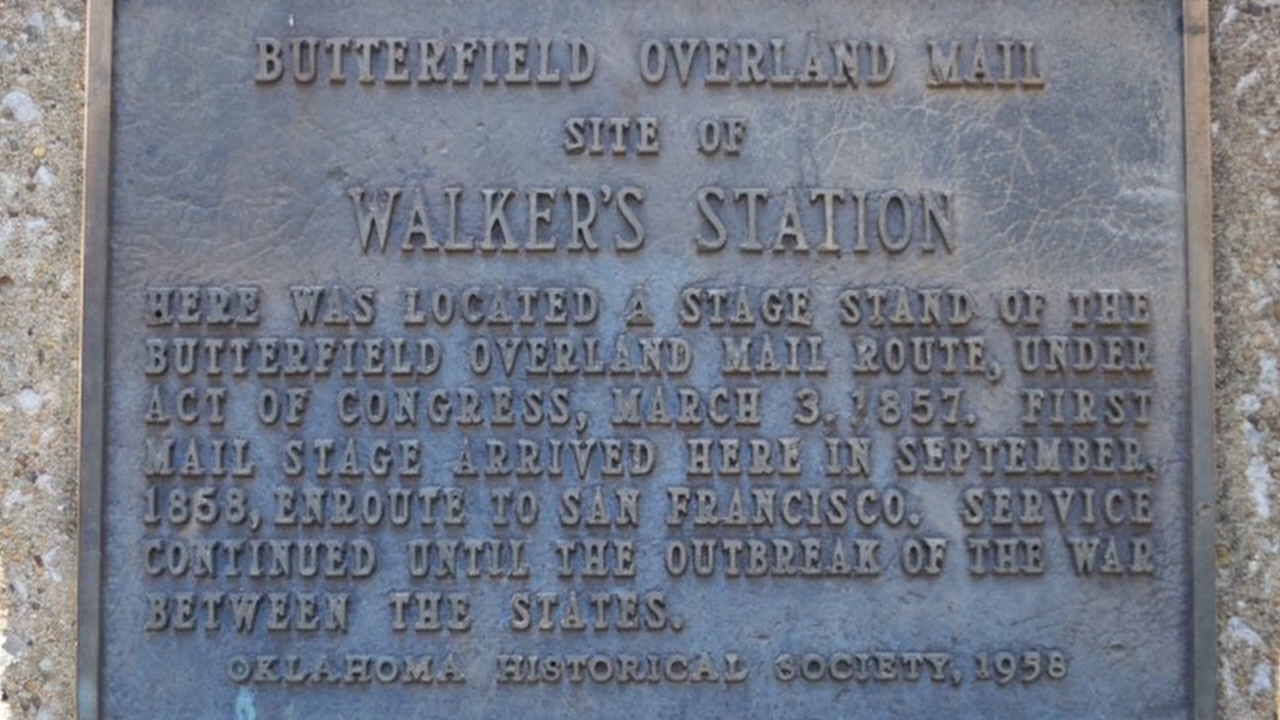 BUTTERFIELD OVERLAND MAIL
SITE OF
WALKER'S STATION
HERE WAS LOCATED A STAGE STAND OF THE
BUTTERFIELD OVERLAND MAIL ROUTE, UNDER
ACT OF CONGRESS, MARCH 3, 1857. FIRST
MAIL STAGE ARRIVED HERE IN SEPTEMBER,
1858, ENROUTE TO SAN FRANCISCO. SERVICE
CONTINUED UNTIL THE OUTBREAK OF THE WAR
BETWEEN THE STATES.
OKLAHOMA HISTORICAL SOCIETY, 1958